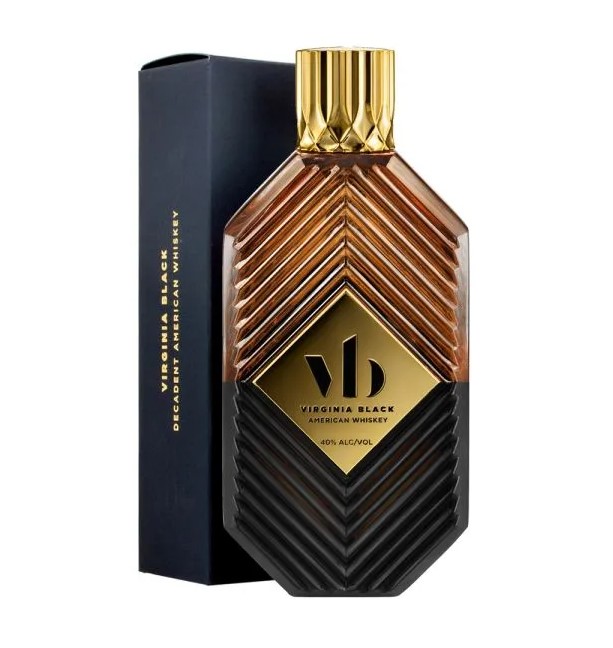 VIRGINIA BLACK
DECADENT AMERICAN WHISKEY
vb
VIRGINIA BLACK
AMERICAN WHISKEY
40% ALC/VOL